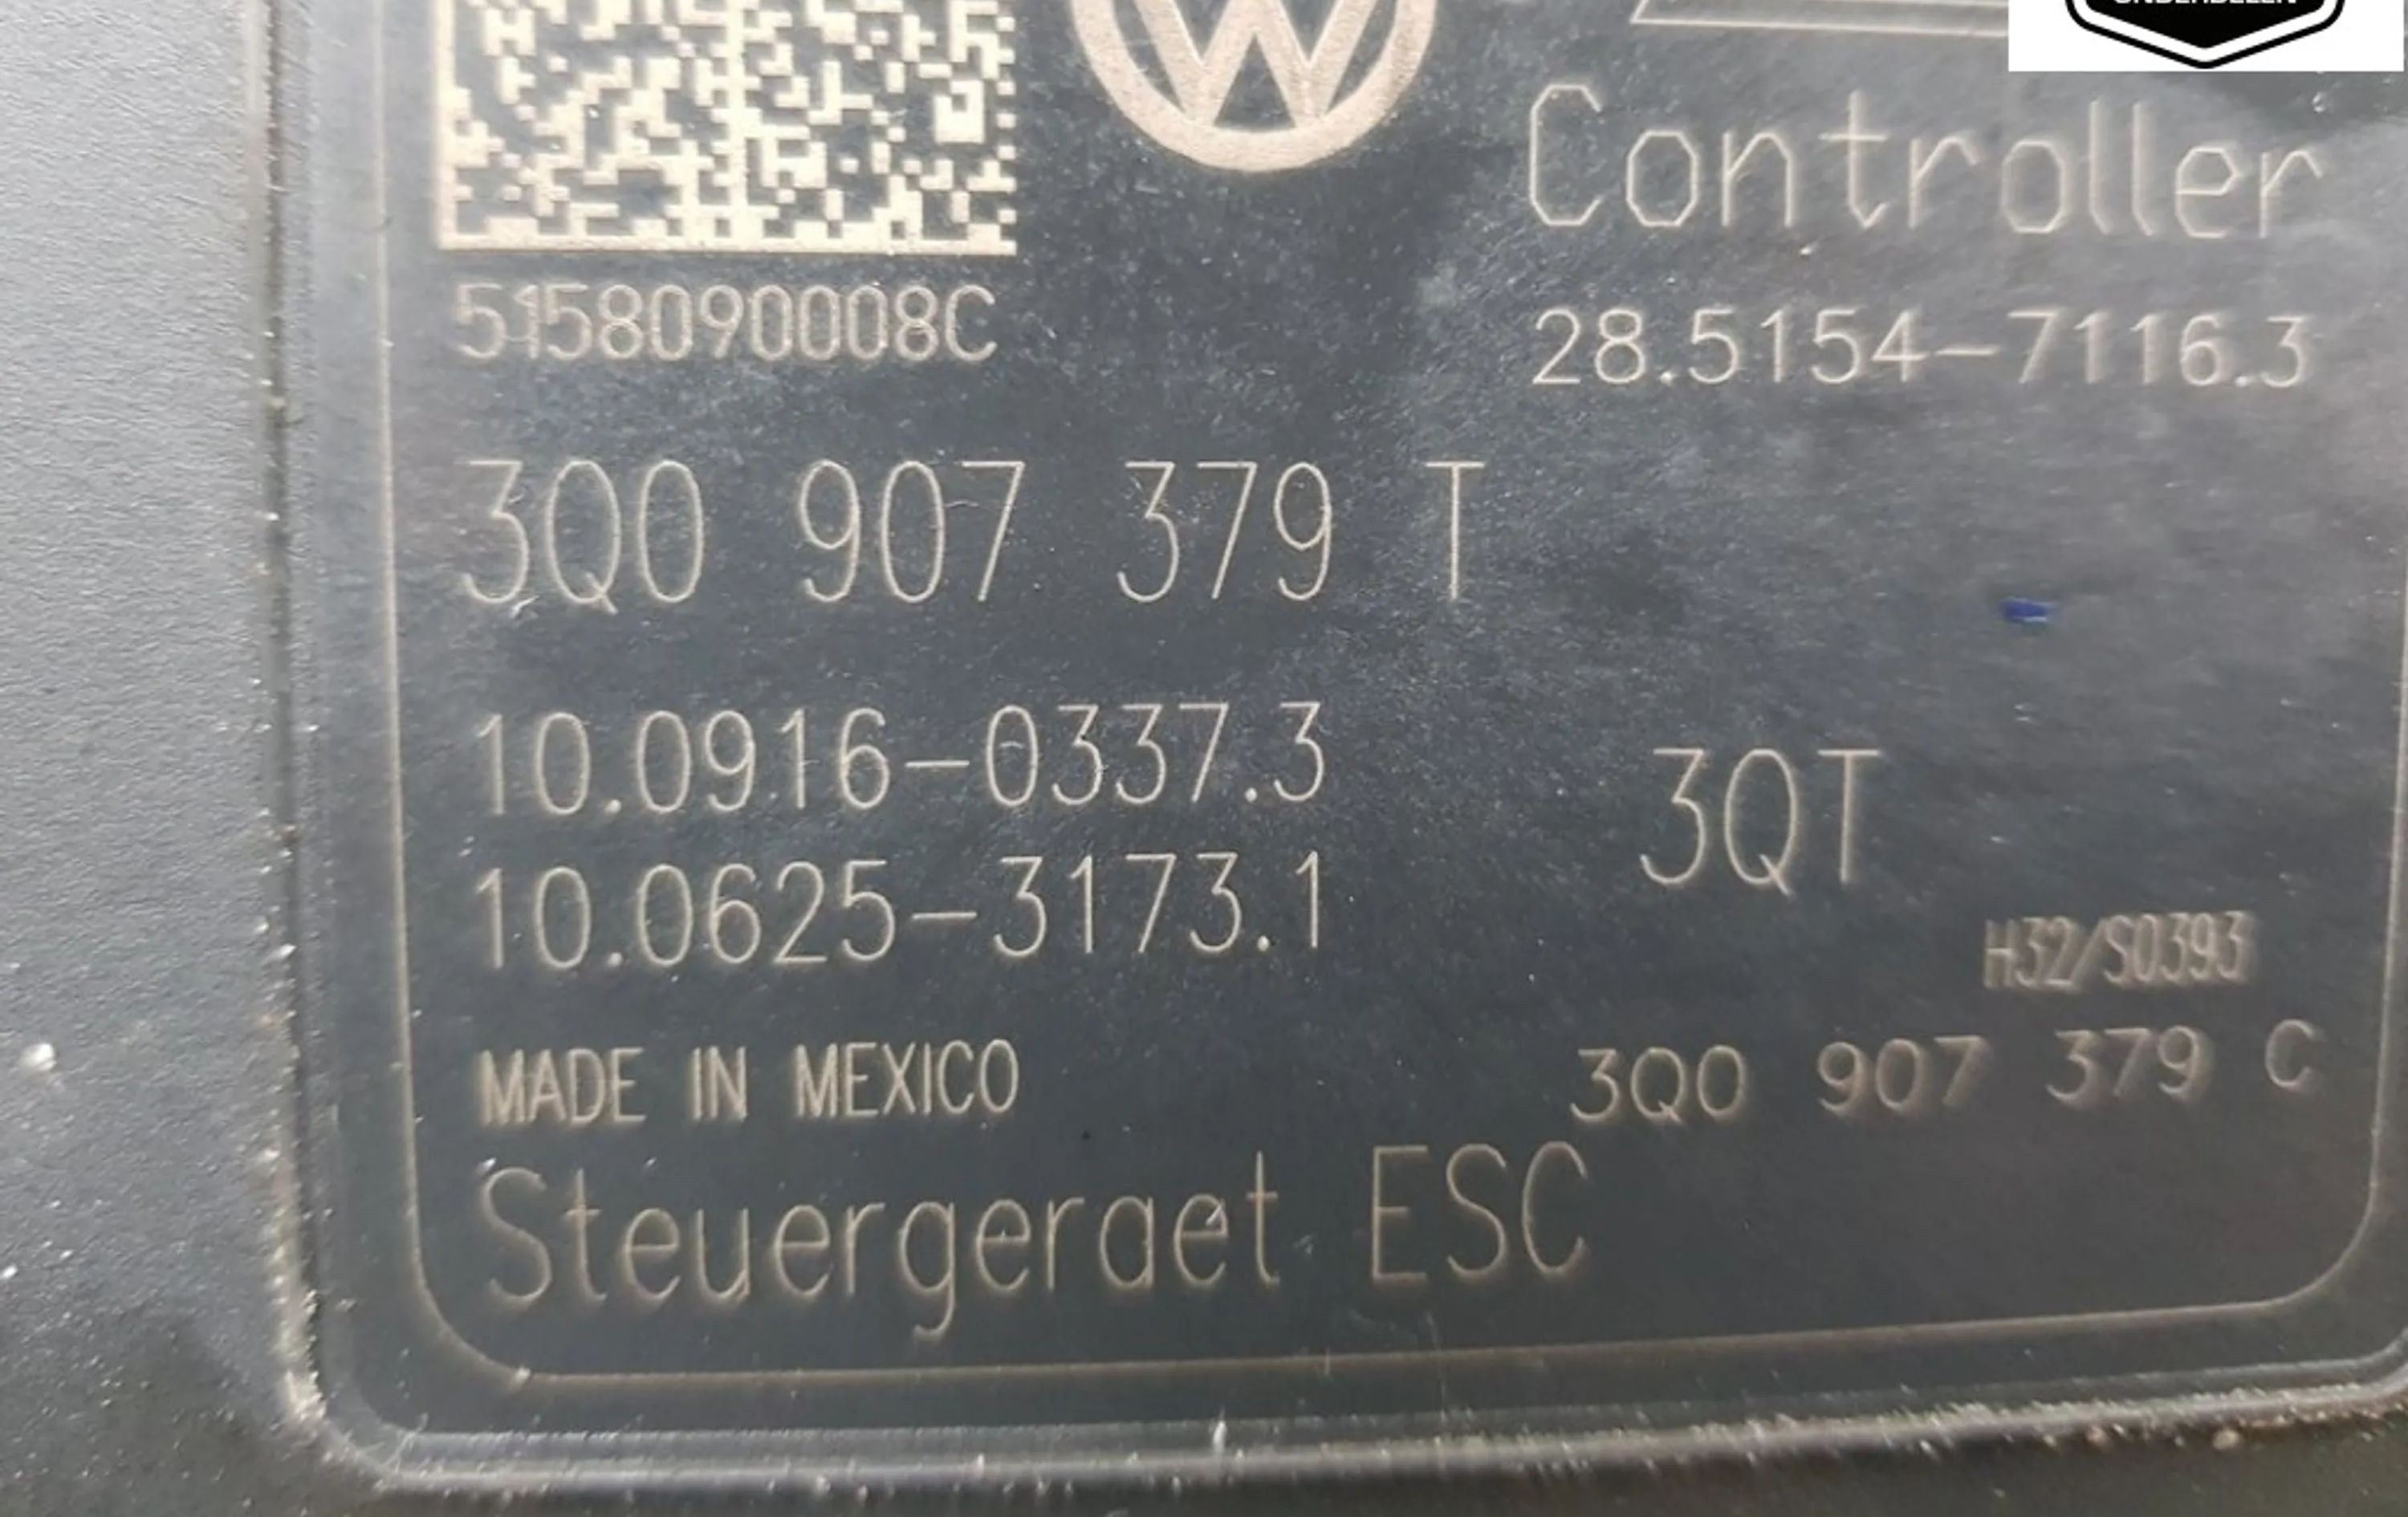 ONDERDELEN
Controller
5158090008C
28.5154-7116.3
3Q0 907 379 T
10.0916-0337.3
3QT
10.0625-3173.1
H32/S0393
MADE IN MEXICO
3Q0 907 379 C
Steuergeraet ESC